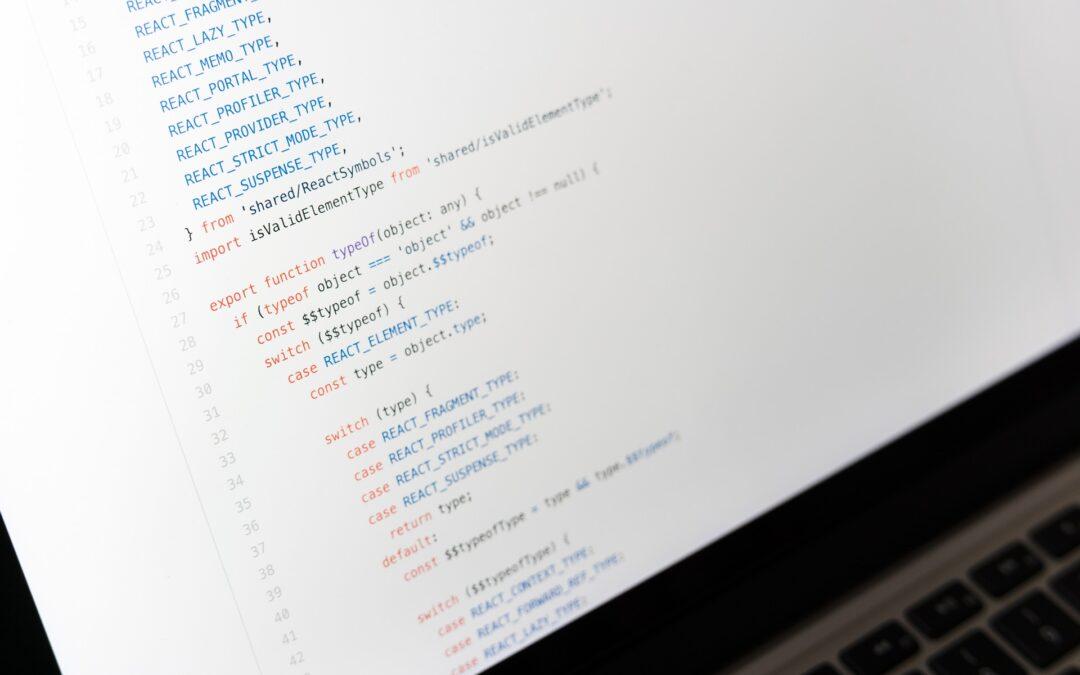 15 REACT_FRAGMENT_
16 REACT_LAZY_TYPE,
17 REACT_MEMO_TYPE,
18 REACT_PORTAL_TYPE,
19 REACT_PROFILER_TYPE,
20 REACT_PROVIDER_TYPE,
21 REACT_STRICT_MODE_TYPE,
22 REACT_SUSPENSE_TYPE,
23 } from 'shared/ReactSymbols';
24 import isValidElementType from 'shared/isValidElementType';
25
26 export function typeOf(object: any) {
27 if (typeof object === 'object' && object !== null) {
28 const $$typeof = object.$$typeof;
29 switch ($$typeof) {
30 case REACT_ELEMENT_TYPE:
31 const type = object.type;
32
33 switch (type) {
34 case REACT_FRAGMENT_TYPE:
35 case REACT_PROFILER_TYPE:
36 case REACT_STRICT_MODE_TYPE:
37 case REACT_SUSPENSE_TYPE:
38 return type;
39 default:
40 const $$typeofType = type && type.$$typeof;
41
42 switch ($$typeofType) {
case REACT_CONTEXT_TYPE:
case REACT_FORWARD_REF_TYPE:
case REACT_LAZY_TYPE: